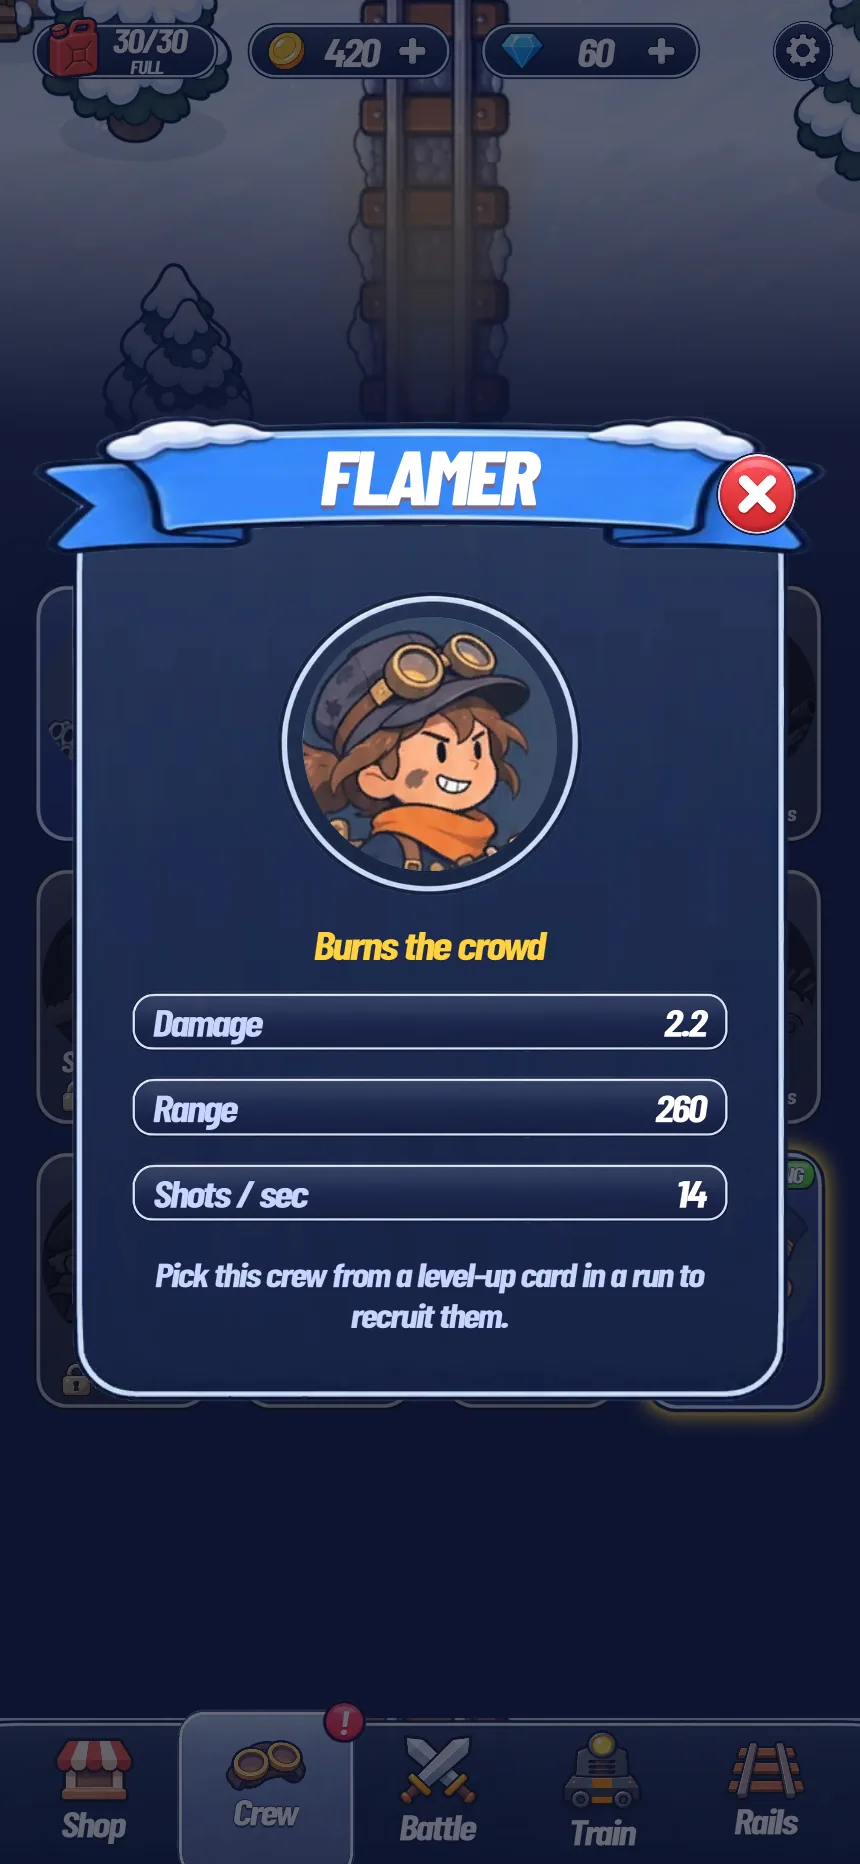 30/30
FULL
420
60
FLAMER
Burns the crowd
Damage 2.2
Range 260
Shots / sec 14
Pick this crew from a level-up card in a run to
recruit them.
!
Shop
Crew
Battle
Train
Rails